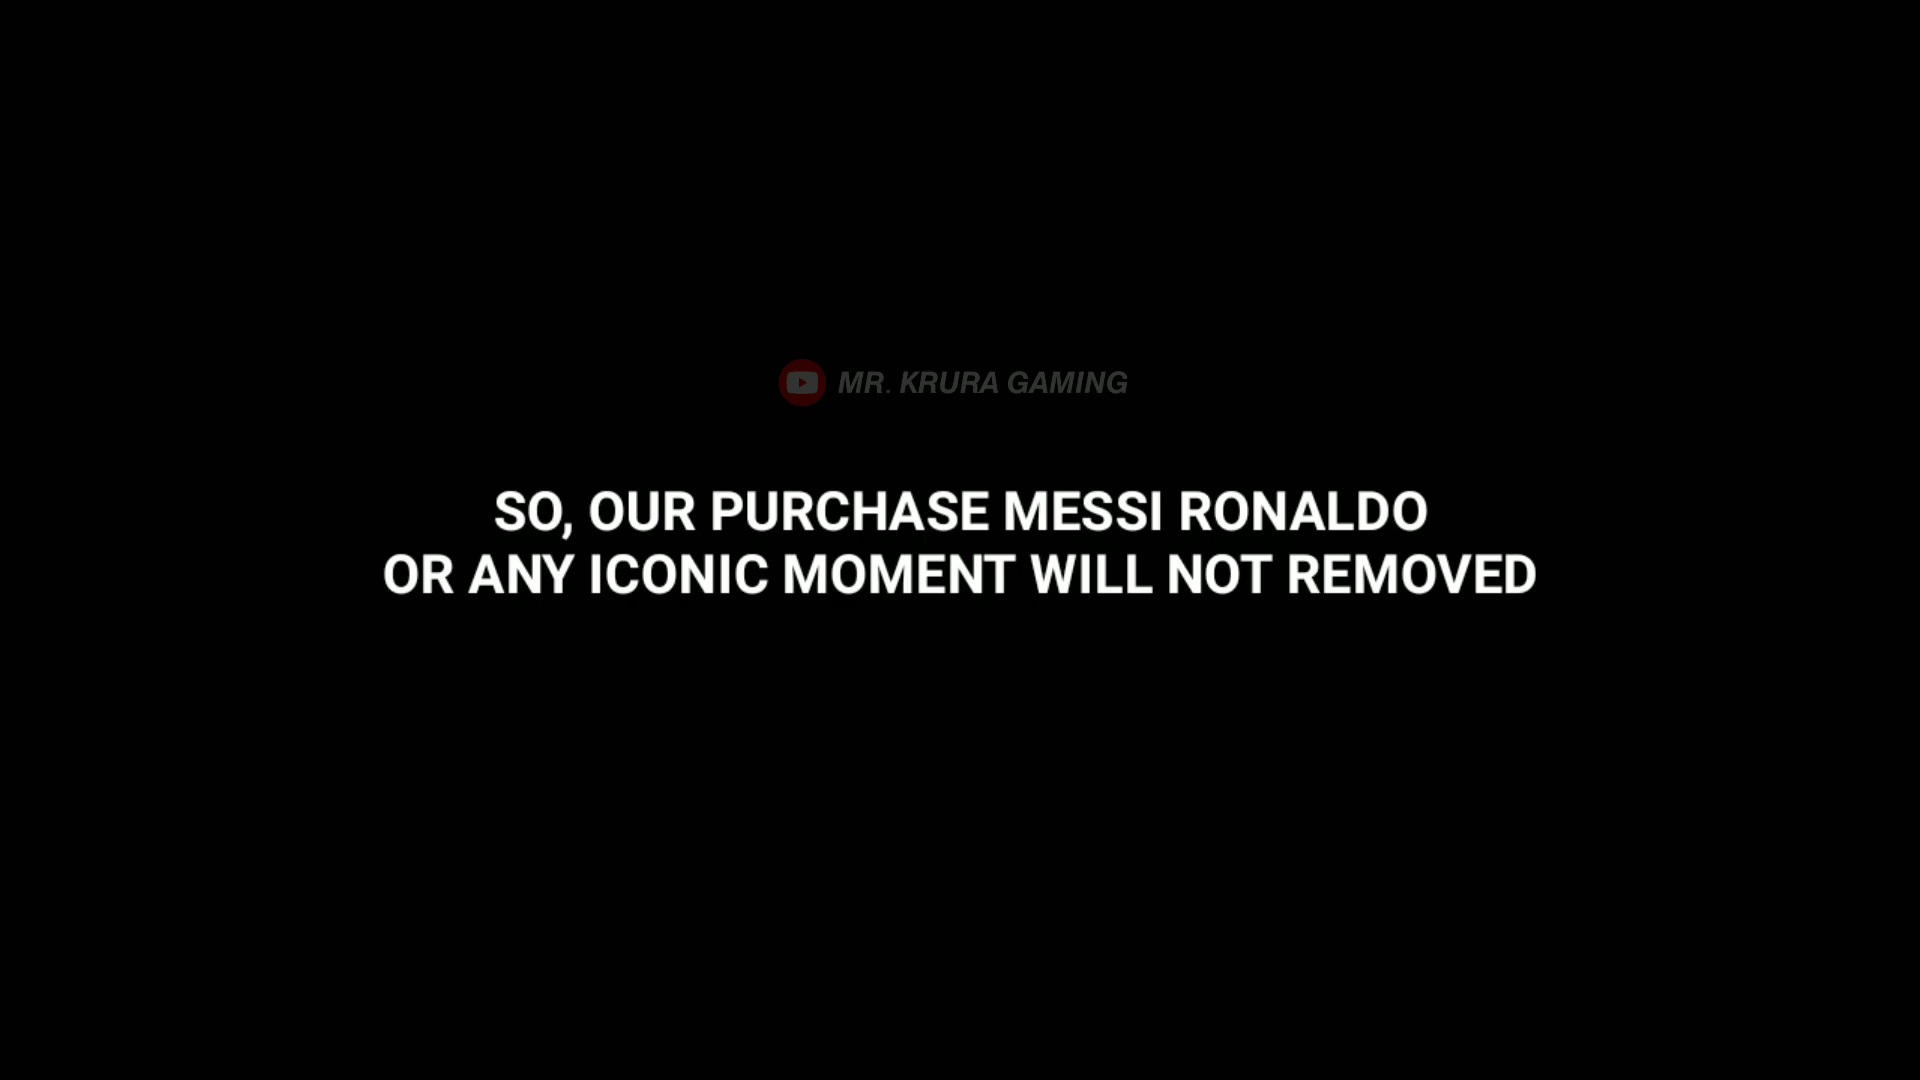 MR. KRURA GAMING
SO, OUR PURCHASE MESSI RONALDO
OR ANY ICONIC MOMENT WILL NOT REMOVED